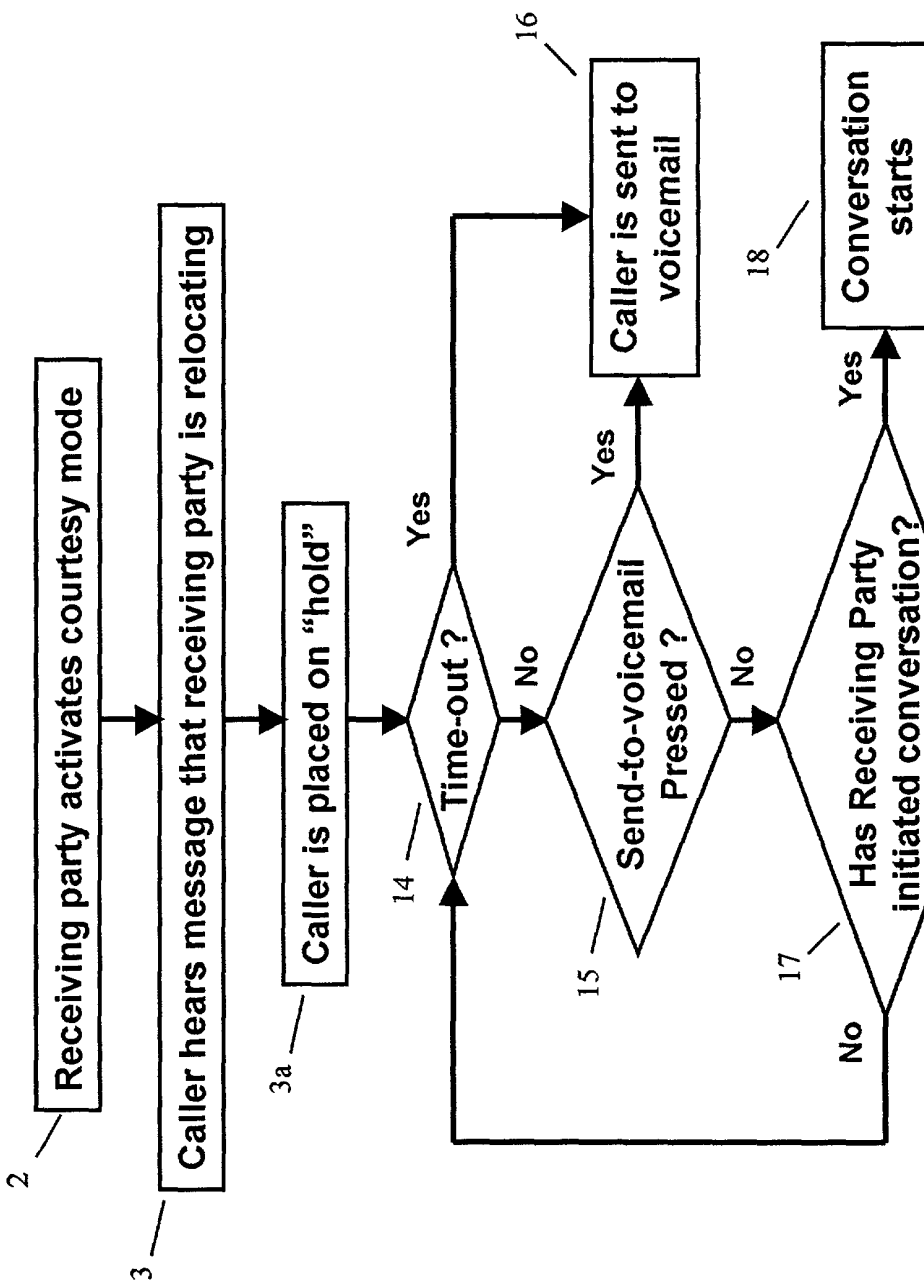 2
Receiving party activates courtesy mode
3
Caller hears message that receiving party is relocating
3a
Caller is placed on “hold”
14
Time-out ?
Yes
No
15
Send-to-voicemail
Pressed ?
Yes
No
16
Caller is sent to
voicemail
17
Has Receiving Party
initiated conversation?
No
Yes
18
Conversation
starts